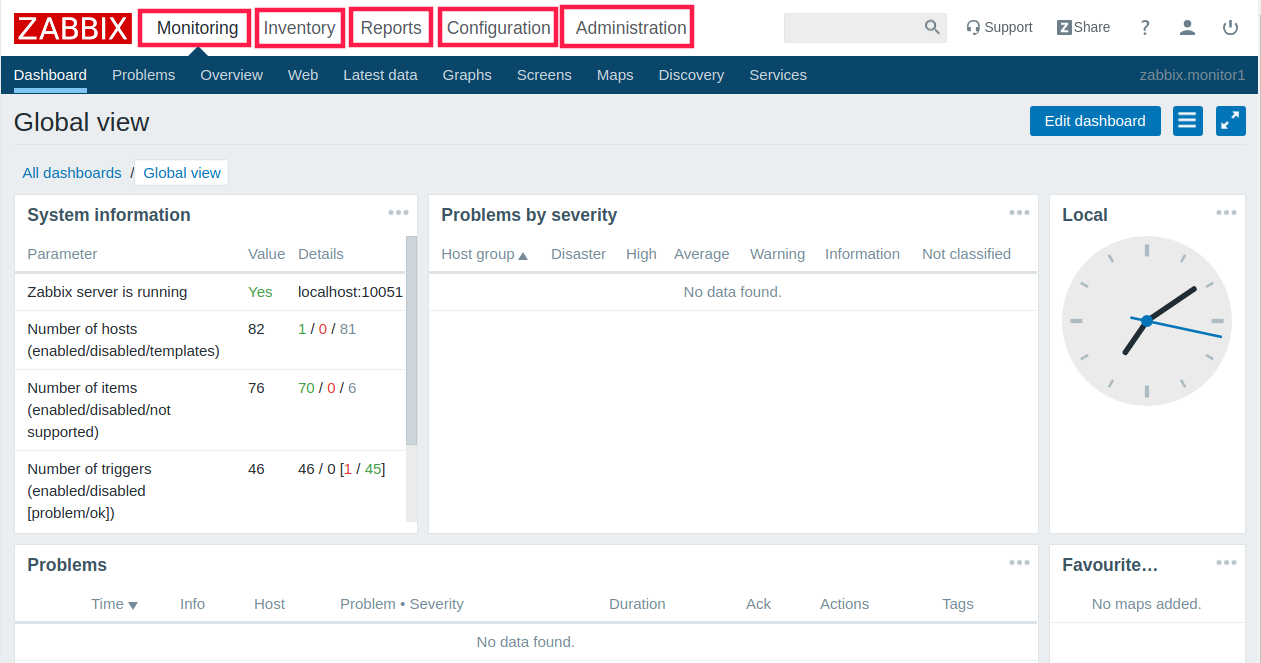 ZABBIX Monitoring Inventory Reports Configuration Administration Support Z Share ?
Dashboard Problems Overview Web Latest data Graphs Screens Maps Discovery Services zabbix.monitor1
Global view Edit dashboard
All dashboards / Global view
System information
Parameter Value Details
Zabbix server is running Yes localhost:10051
Number of hosts 82 1 / 0 / 81
(enabled/disabled/templates)
Number of items 76 70 / 0 / 6
(enabled/disabled/not
supported)
Number of triggers 46 46 / 0 [1 / 45]
(enabled/disabled
[problem/ok])
Problems by severity
Host group Disaster High Average Warning Information Not classified
No data found.
Local
Problems
Time Info Host Problem • Severity Duration Ack Actions Tags
No data found.
Favourite…
No maps added.